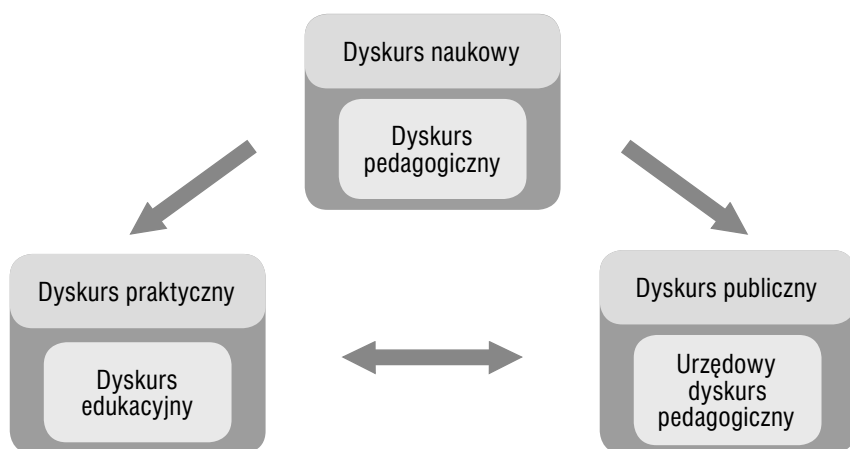 Dyskurs naukowy
Dyskurs
pedagogiczny
Dyskurs praktyczny
Dyskurs
edukacyjny
Dyskurs publiczny
Urzędowy
dyskurs
pedagogiczny